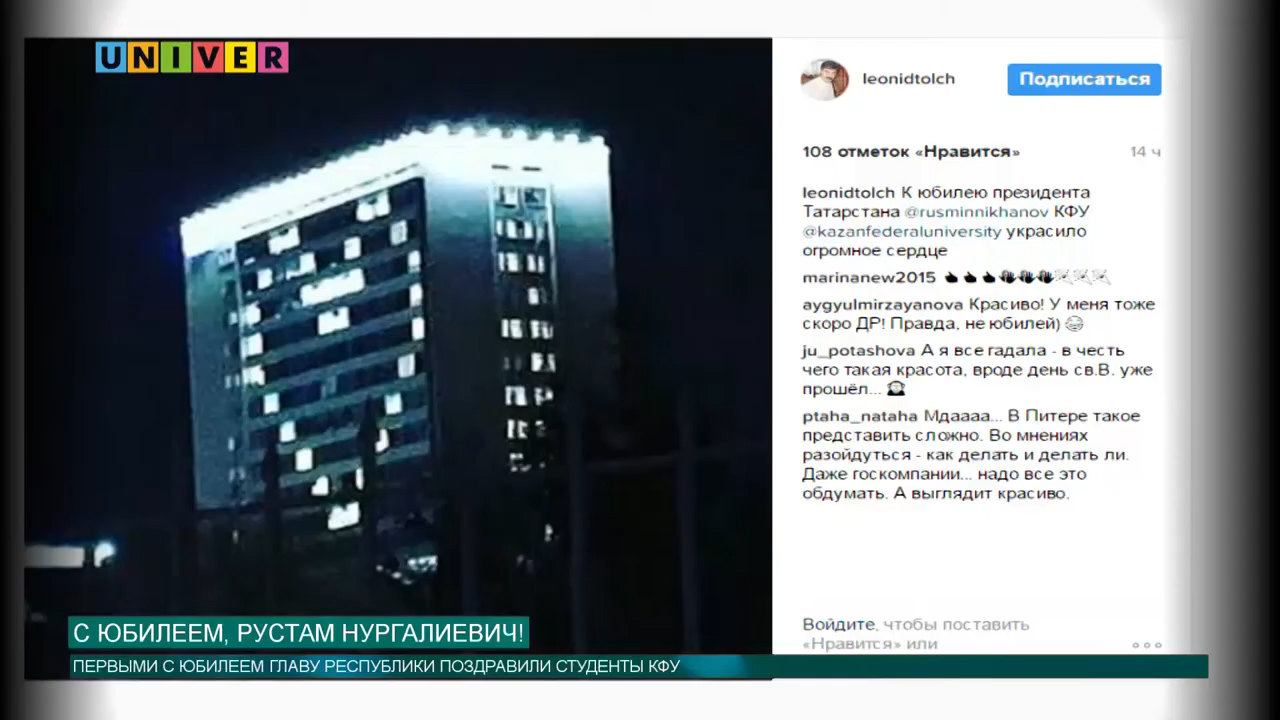 UNIVER
leonidtolch
Подписаться
108 отметок «Нравится»
14 ч
leonidtolch К юбилею президента
Татарстана @rusminnikhanov КФУ
@kazanfederaluniversity украсило
огромное сердце
marinanew2015
aygyulmirzayanova Красиво! У меня тоже
скоро ДР! Правда, не юбилей) 😂
ju_potashova А я все гадала - в честь
чего такая красота, вроде день св.В. уже
прошёл...
ptaha_nataha Мдаааа... В Питере такое
представить сложно. Во мнениях
разойдуться - как делать и делать ли.
Даже госкомпании... надо все это
обдумать. А выглядит красиво.
Войдите, чтобы поставить
«Нравится» или
С ЮБИЛЕЕМ, РУСТАМ НУРГАЛИЕВИЧ!
ПЕРВЫМИ С ЮБИЛЕЕМ ГЛАВУ РЕСПУБЛИКИ ПОЗДРАВИЛИ СТУДЕНТЫ КФУ